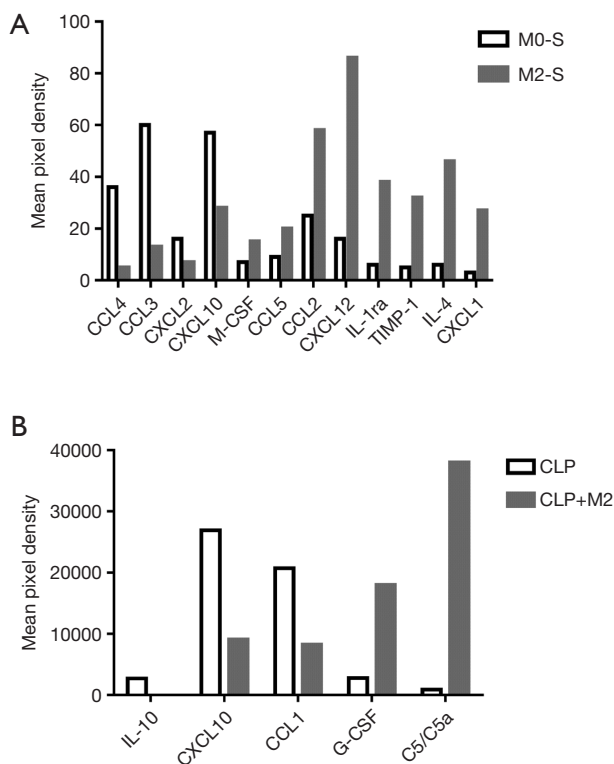 A
Mean pixel density
100
80
60
40
20
0
CCL4
CCL3
CXCL2
CXCL10
M-CSF
CCL5
CCL2
CXCL12
IL-1ra
TIMP-1
IL-4
CXCL1
M0-S
M2-S
B
Mean pixel density
40000
30000
20000
10000
0
IL-10
CXCL10
CCL1
G-CSF
C5/C5a
CLP
CLP+M2